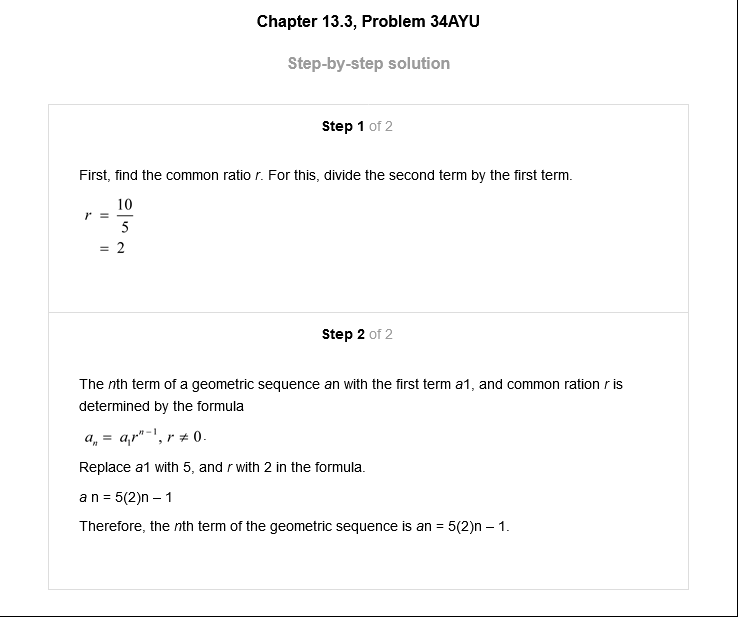 Chapter 13.3, Problem 34AYU
Step-by-step solution
Step 1 of 2
First, find the common ratio r. For this, divide the second term by the first term.
r = 10/5
= 2
Step 2 of 2
The nth term of a geometric sequence an with the first term a1, and common ration r is
determined by the formula
aₙ = a₁rⁿ⁻¹, r ≠ 0.
Replace a1 with 5, and r with 2 in the formula.
a n = 5(2)n – 1
Therefore, the nth term of the geometric sequence is an = 5(2)n – 1.